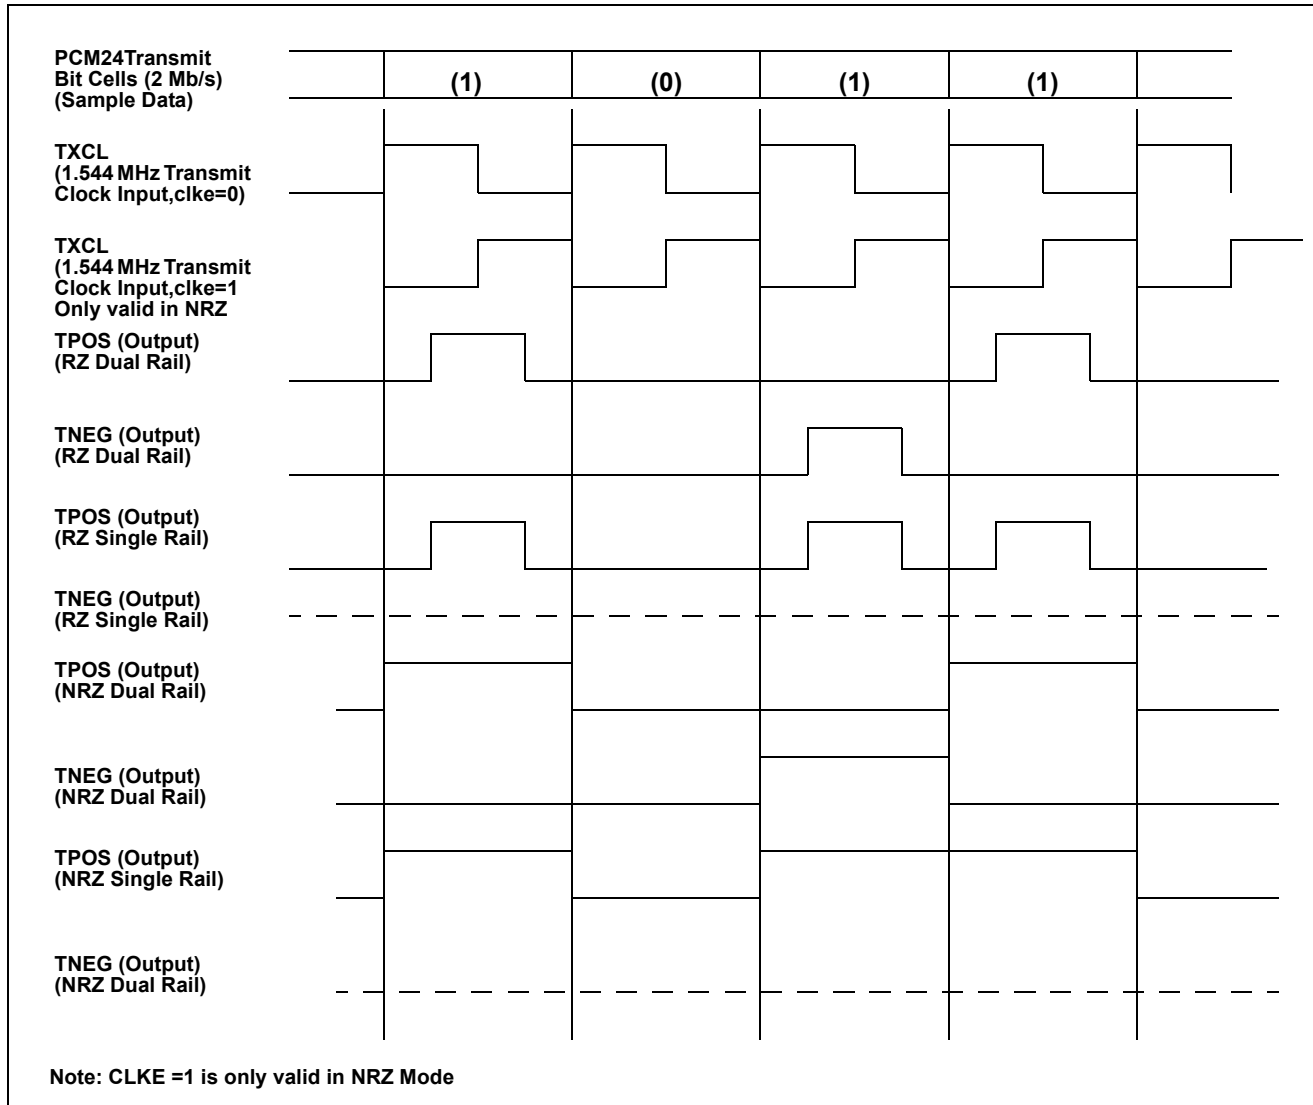 PCM24Transmit
Bit Cells (2 Mb/s)
(Sample Data)
(1)
(0)
(1)
(1)
TXCL
(1.544 MHz Transmit
Clock Input,clke=0)
TXCL
(1.544 MHz Transmit
Clock Input,clke=1
Only valid in NRZ
TPOS (Output)
(RZ Dual Rail)
TNEG (Output)
(RZ Dual Rail)
TPOS (Output)
(RZ Single Rail)
TNEG (Output)
(RZ Single Rail)
TPOS (Output)
(NRZ Dual Rail)
TNEG (Output)
(NRZ Dual Rail)
TPOS (Output)
(NRZ Single Rail)
TNEG (Output)
(NRZ Dual Rail)
Note: CLKE =1 is only valid in NRZ Mode